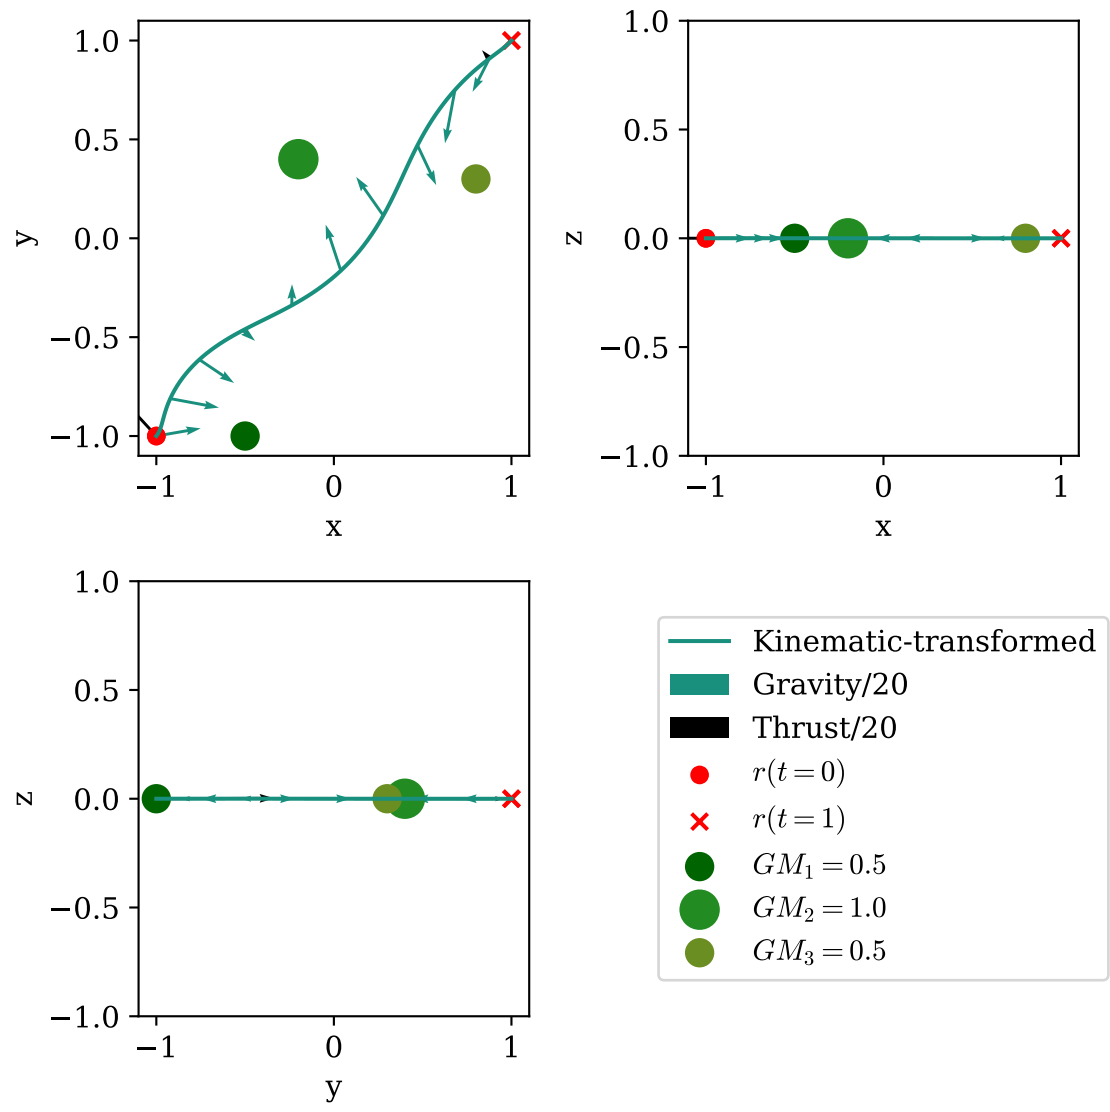 1.0
0.5
0.0
−0.5
−1.0
y
−1
0
1
x
1.0
0.5
0.0
−0.5
−1.0
z
−1
0
1
x
1.0
0.5
0.0
−0.5
−1.0
z
−1
0
1
y
Kinematic-transformed
Gravity/20
Thrust/20
r(t = 0)
r(t = 1)
GM₁ = 0.5
GM₂ = 1.0
GM₃ = 0.5